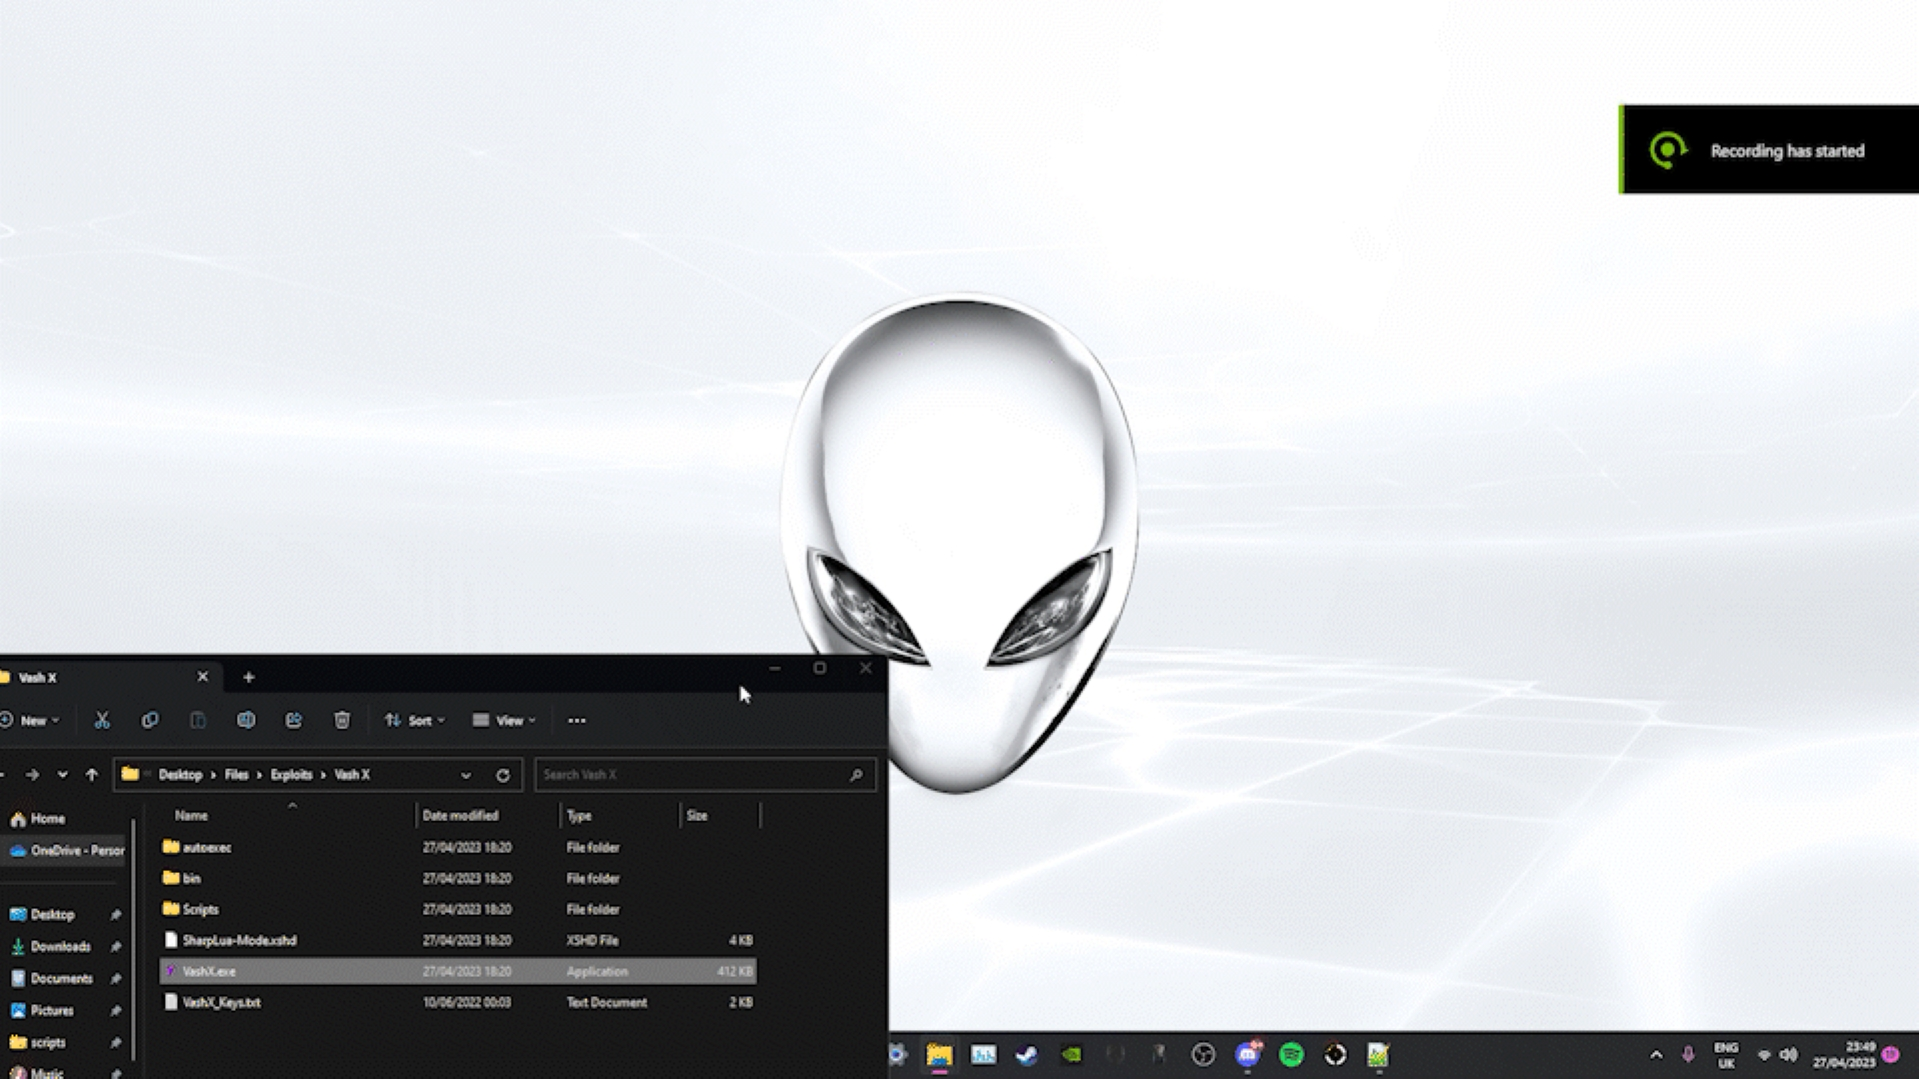 Recording has started
Vash X
New
Sort
View
Desktop > Files > Exploits > Vash X
Search Vash X
Name Date modified Type Size
Home
OneDrive - Persor
Desktop
Downloads
Documents
Pictures
scripts
Music
autoexec 27/04/2023 18:20 File folder
bin 27/04/2023 18:20 File folder
Scripts 27/04/2023 18:20 File folder
SharpLua-Mode.xshd 27/04/2023 18:20 XSHD File 4 KB
VashX.exe 27/04/2023 18:20 Application 412 KB
VashX_Keys.txt 10/06/2022 00:03 Text Document 2 KB
ENG
UK
23:49
27/04/2023